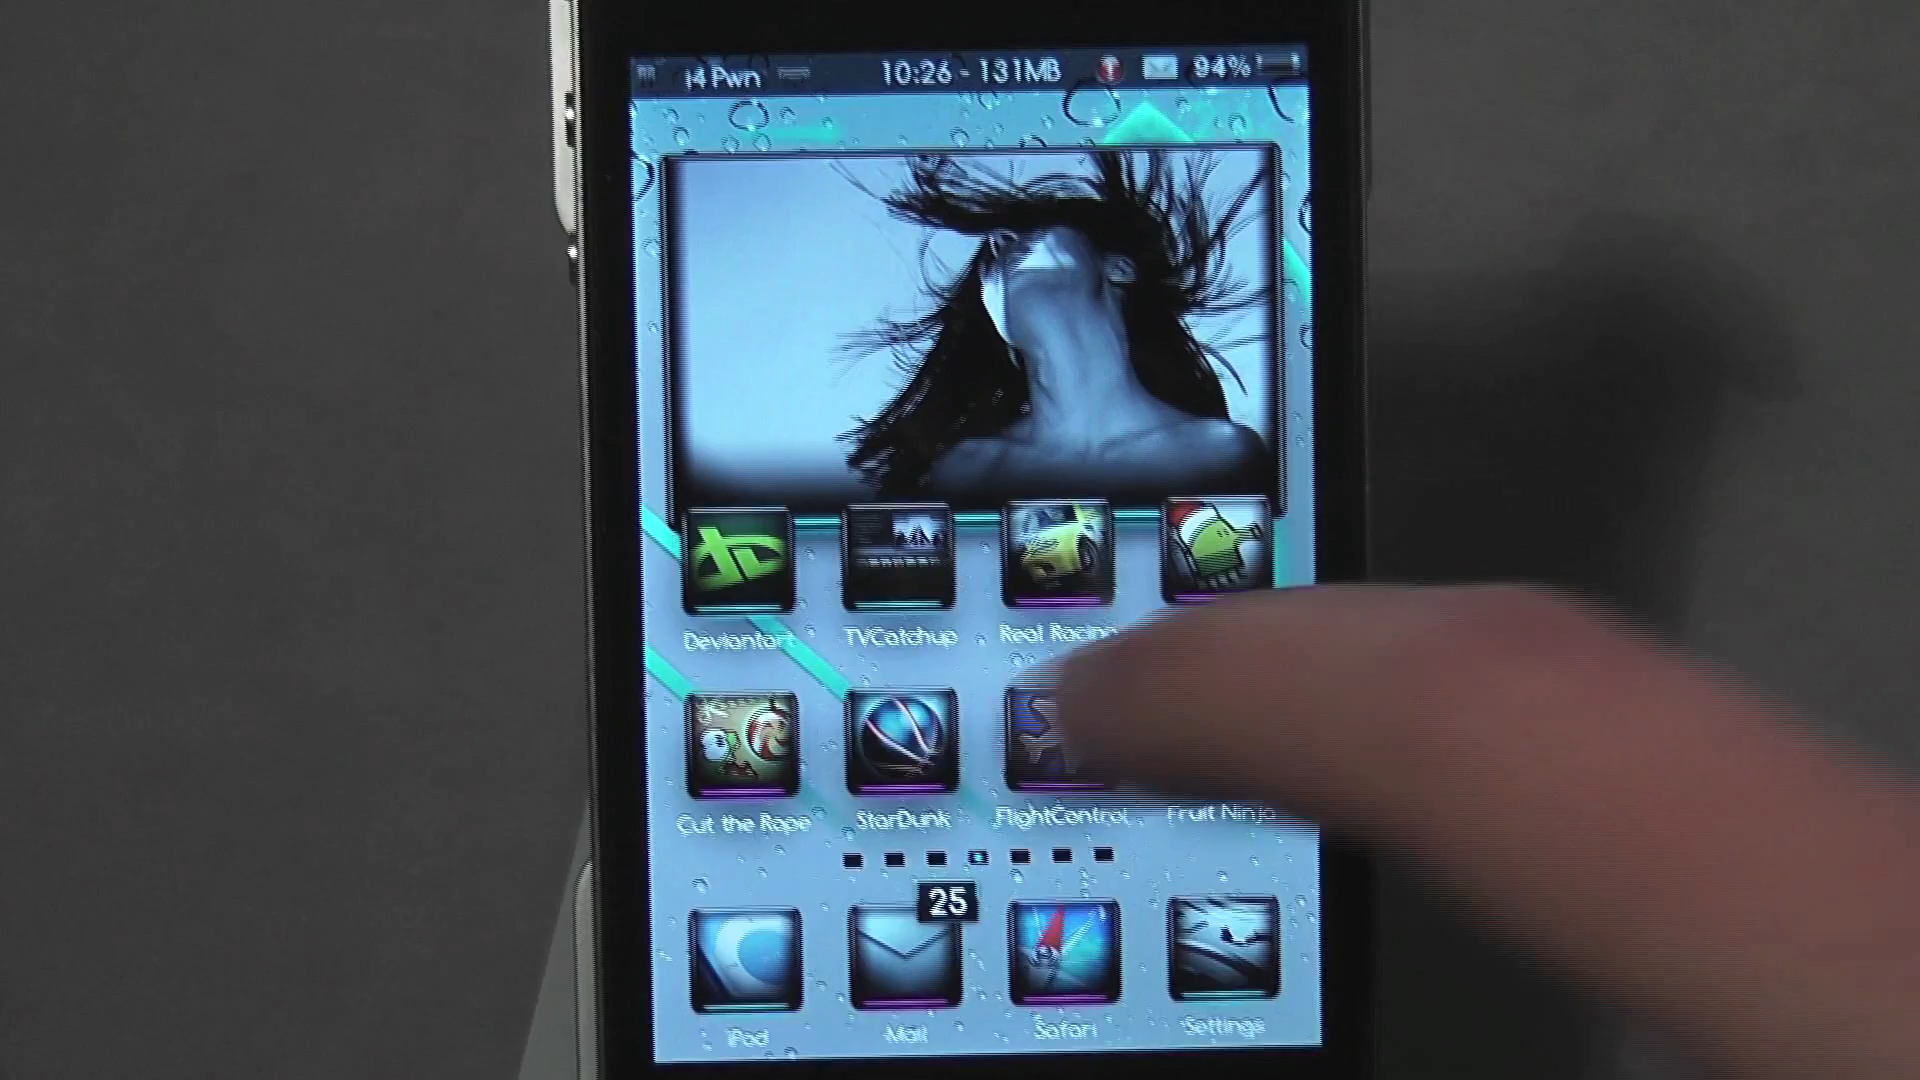 i4 Pwn 10:26 - 131MB 94%
Deviantart TVCatchup Real Racing
Cut the Rope StarDunk FlightControl Fruit Ninja
25
iPod Mail Safari Settings